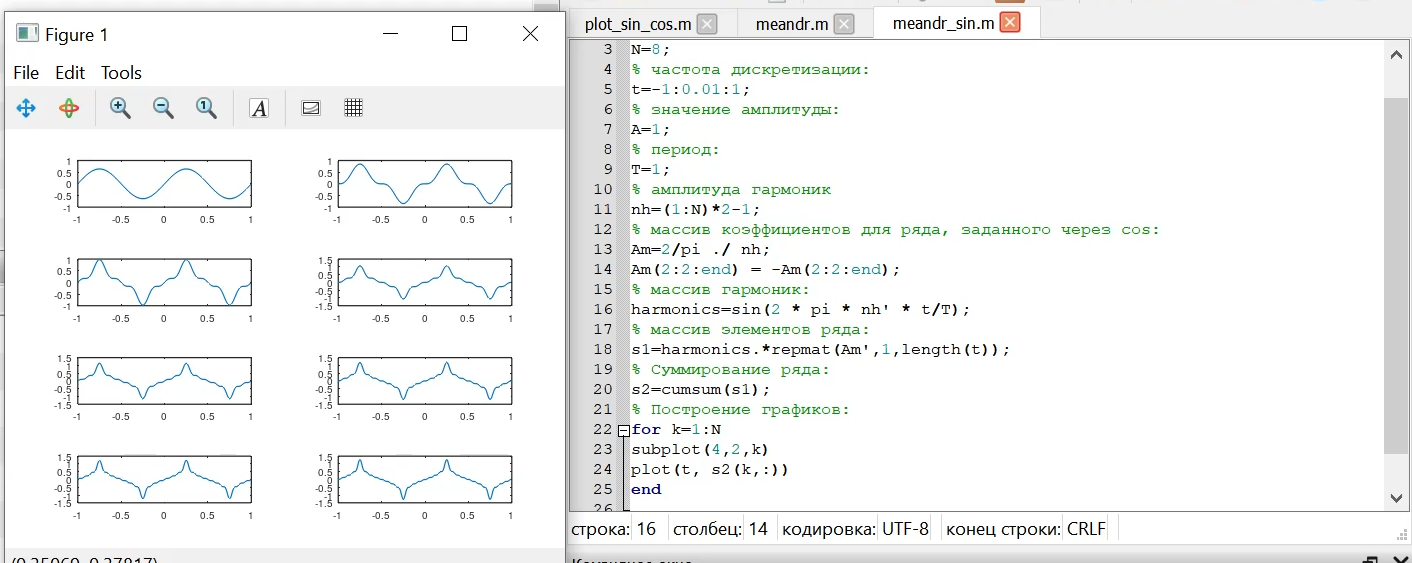 Figure 1
File Edit Tools
A
1
0.5
0
-0.5
-1
-1 -0.5 0 0.5 1
1
0.5
0
-0.5
-1
-1 -0.5 0 0.5 1
1
0.5
0
-0.5
-1
-1 -0.5 0 0.5 1
1.5
1
0.5
0
-0.5
-1
-1.5
-1 -0.5 0 0.5 1
1.5
1
0.5
0
-0.5
-1
-1.5
-1 -0.5 0 0.5 1
1.5
1
0.5
0
-0.5
-1
-1.5
-1 -0.5 0 0.5 1
1.5
1
0.5
0
-0.5
-1
-1.5
-1 -0.5 0 0.5 1
1.5
1
0.5
0
-0.5
-1
-1.5
-1 -0.5 0 0.5 1
plot_sin_cos.m meandr.m meandr_sin.m
3 N=8;
4 % частота дискретизации:
5 t=-1:0.01:1;
6 % значение амплитуды:
7 A=1;
8 % период:
9 T=1;
10 % амплитуда гармоник
11 nh=(1:N)*2-1;
12 % массив коэффициентов для ряда, заданного через cos:
13 Am=2/pi ./ nh;
14 Am(2:2:end) = -Am(2:2:end);
15 % массив гармоник:
16 harmonics=sin(2 * pi * nh' * t/T);
17 % массив элементов ряда:
18 s1=harmonics.*repmat(Am',1,length(t));
19 % Суммирование ряда:
20 s2=cumsum(s1);
21 % Построение графиков:
22 for k=1:N
23 subplot(4,2,k)
24 plot(t, s2(k,:))
25 end
26
строка: 16 столбец: 14 кодировка: UTF-8 конец строки: CRLF